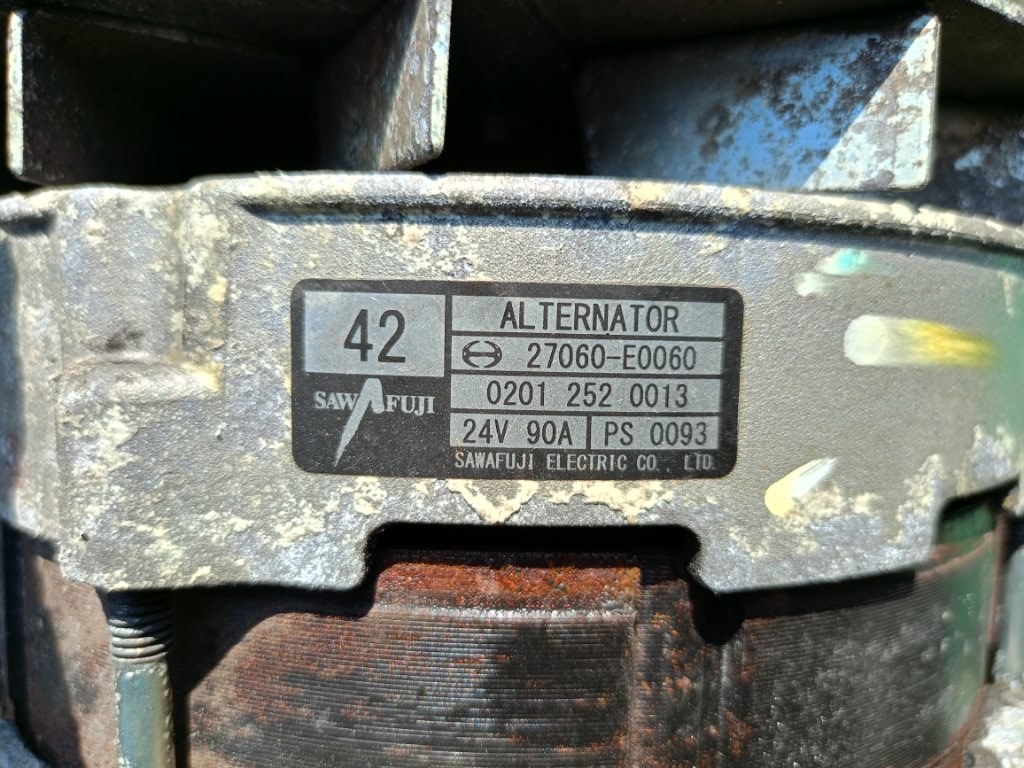 42
SAWAFUJI
ALTERNATOR
27060-E0060
0201 252 0013
24V 90A PS 0093
SAWAFUJI ELECTRIC CO., LTD.